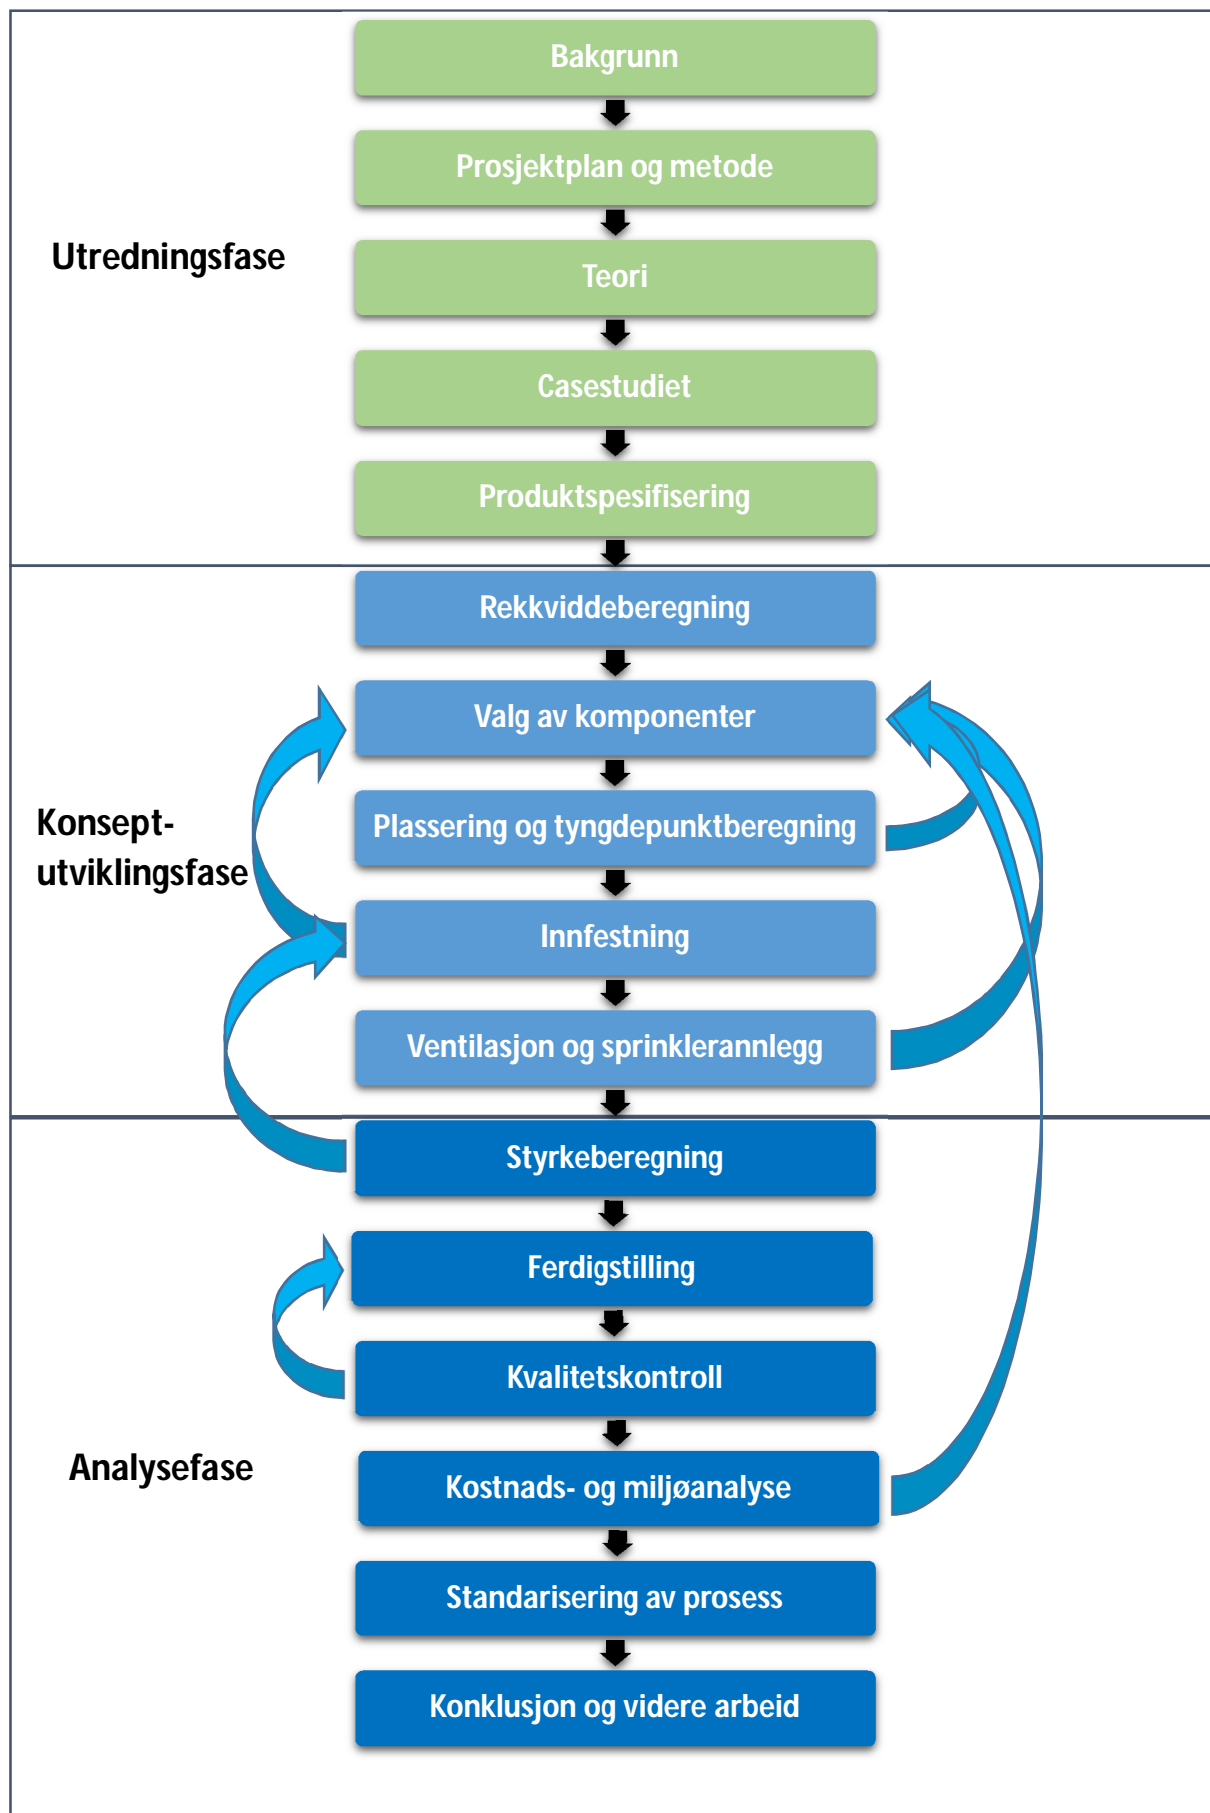 Bakgrunn
Prosjektplan og metode
Utredningsfase
Teori
Casestudiet
Produktspesifisering
Rekkviddeberegning
Valg av komponenter
Konsept-
utviklingsfase
Plassering og tyngdepunktberegning
Innfestning
Ventilasjon og sprinklerannlegg
Styrkeberegning
Ferdigstilling
Kvalitetskontroll
Analysefase
Kostnads- og miljøanalyse
Standarisering av prosess
Konklusjon og videre arbeid